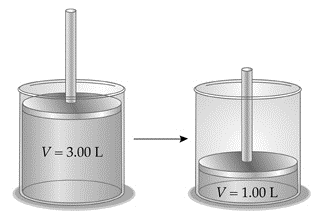 V = 3.00 L
V = 1.00 L